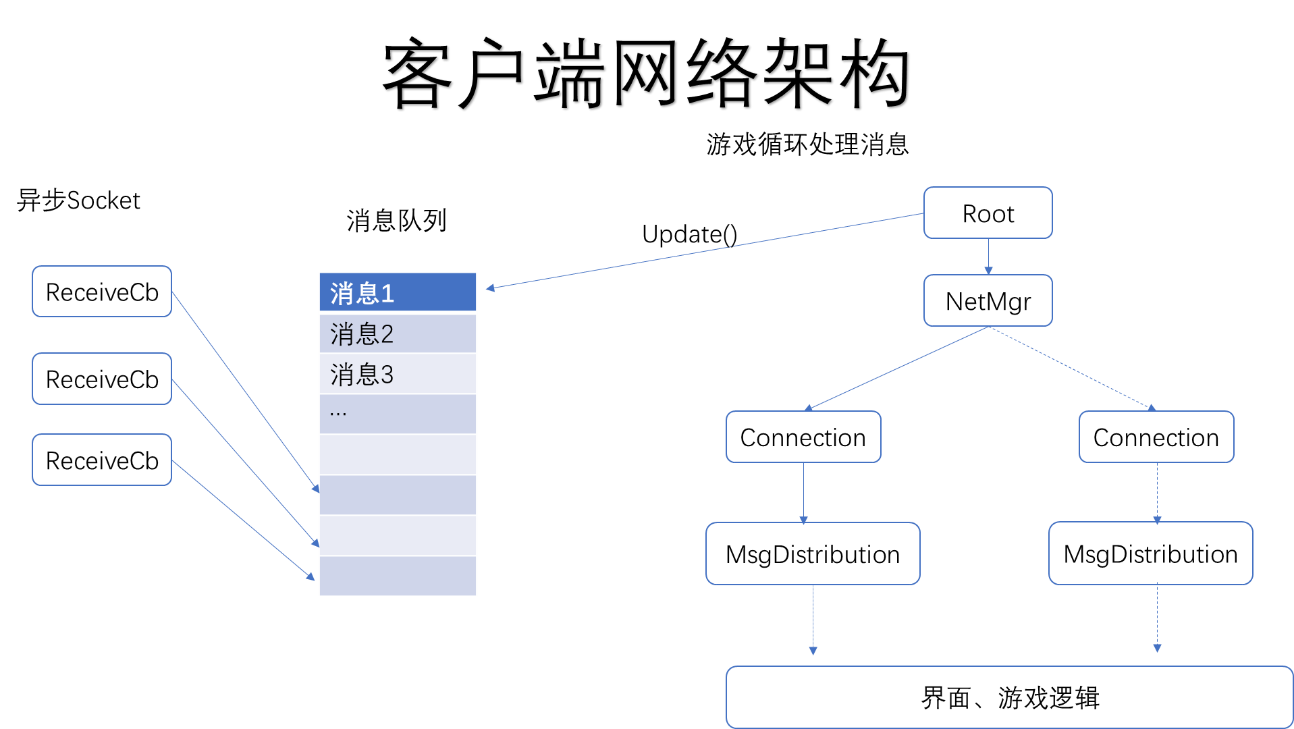 客户端网络架构
游戏循环处理消息
异步Socket
消息队列
Update()
Root
ReceiveCb
ReceiveCb
ReceiveCb
消息1
消息2
消息3
...
NetMgr
Connection
Connection
MsgDistribution
MsgDistribution
界面、游戏逻辑